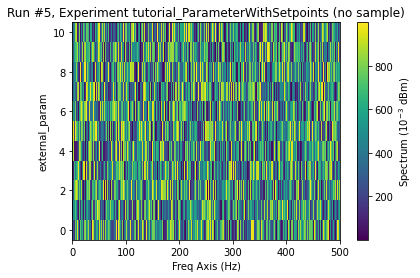 Run #5, Experiment tutorial_ParameterWithSetpoints (no sample)
external_param
10
8
6
4
2
0
0 100 200 300 400 500
Freq Axis (Hz)
800
600
400
200
Spectrum (10⁻³ dBm)